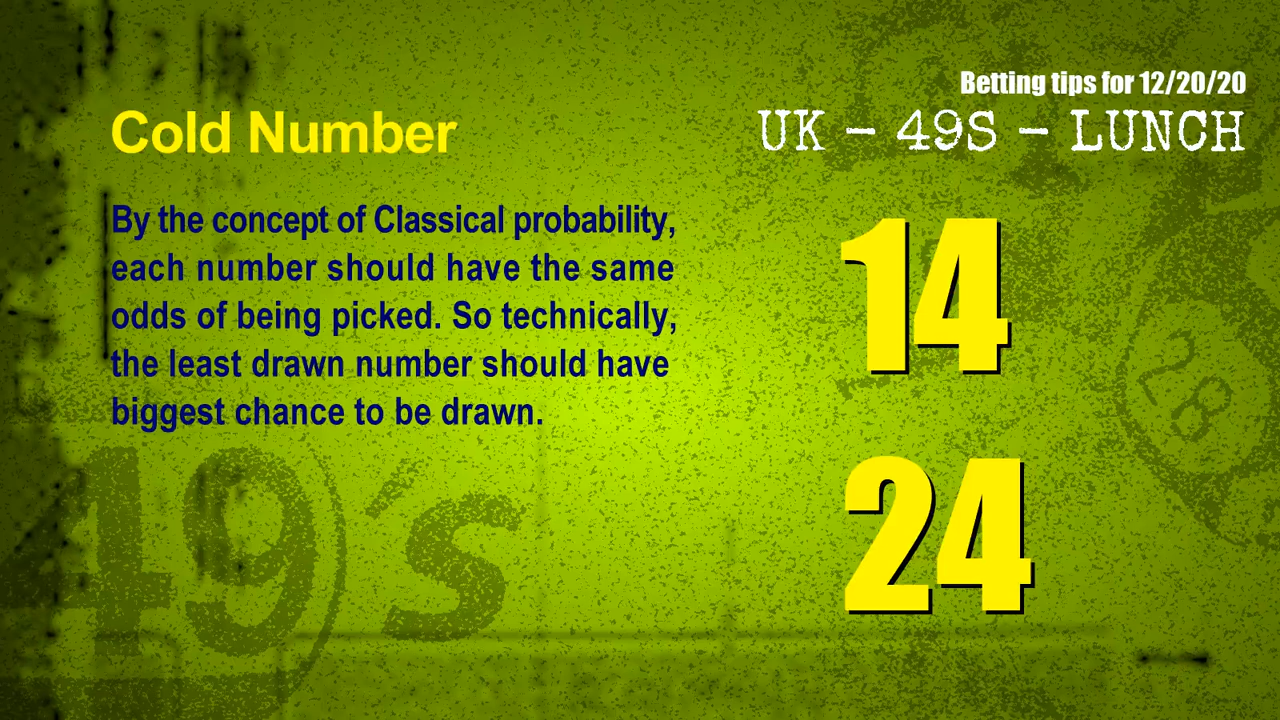 Betting tips for 12/20/20
UK - 49S - LUNCH
Cold Number
By the concept of Classical probability,
each number should have the same
odds of being picked. So technically,
the least drawn number should have
biggest chance to be drawn.
14
24
49's
28